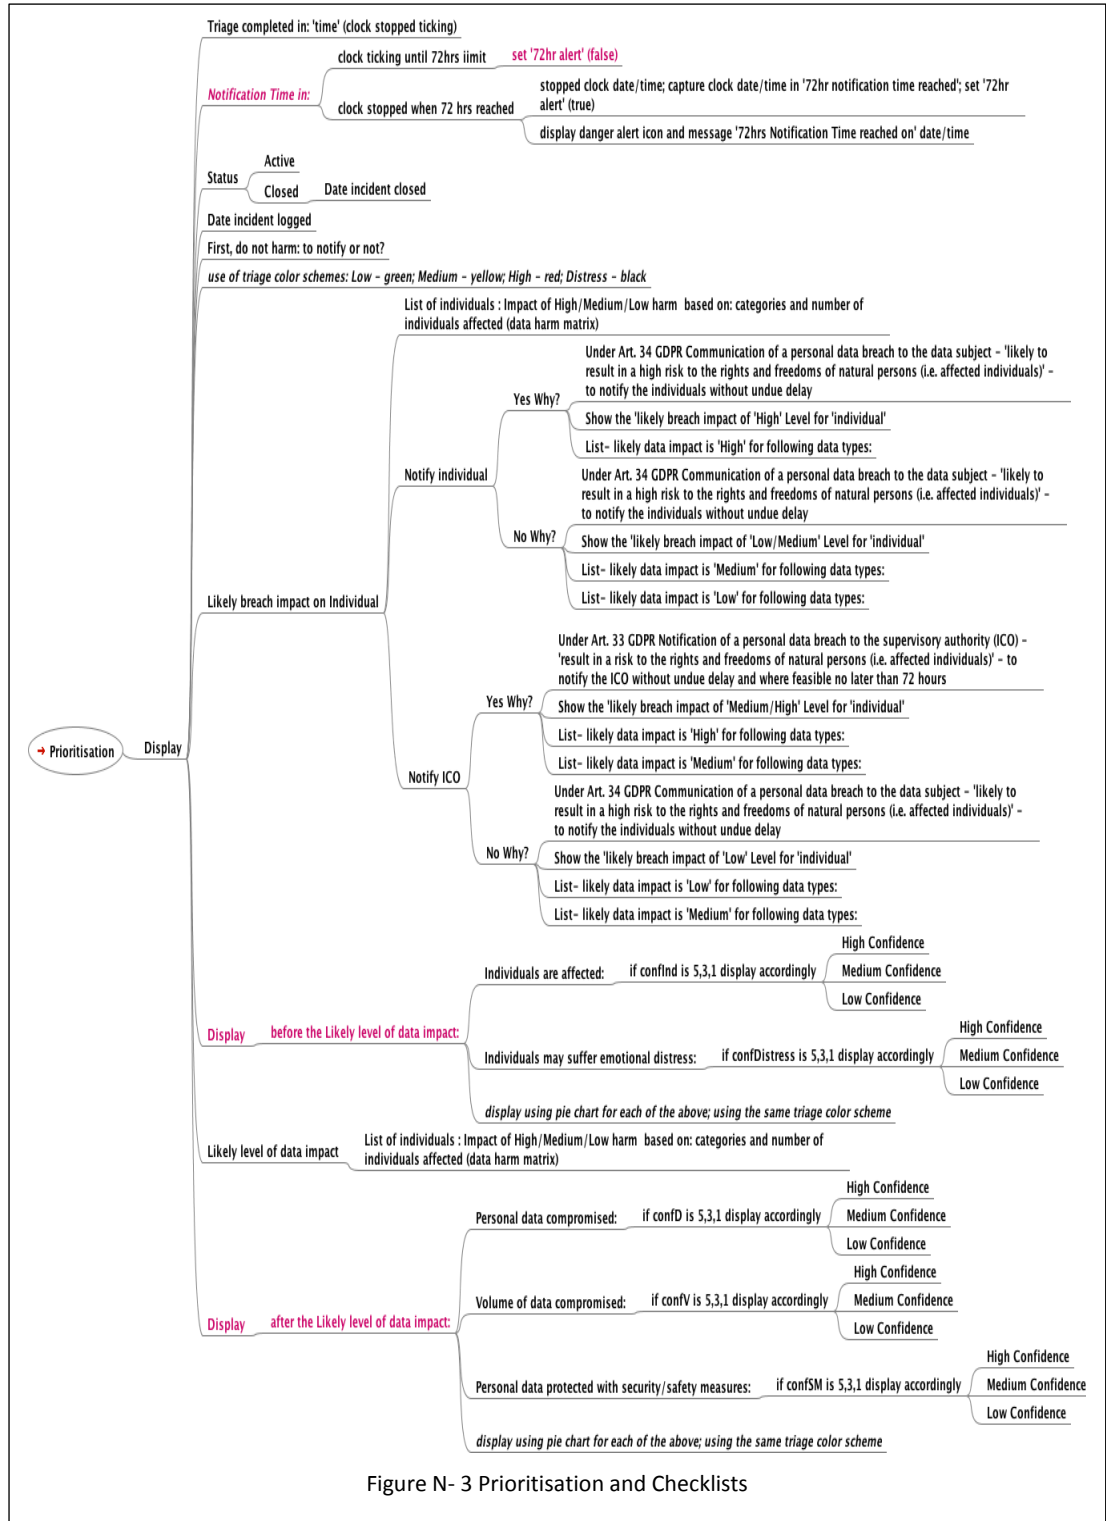 Triage completed in: 'time' (clock stopped ticking)
clock ticking until 72hrs iimit
set '72hr alert' (false)
Notification Time in:
stopped clock date/time; capture clock date/time in '72hr notification time reached'; set '72hr
alert' (true)
clock stopped when 72 hrs reached
display danger alert icon and message '72hrs Notification Time reached on' date/time
Active
Status
Closed
Date incident closed
Date incident logged
First, do not harm: to notify or not?
use of triage color schemes: Low – green; Medium – yellow; High – red; Distress – black
List of individuals : Impact of High/Medium/Low harm based on: categories and number of
individuals affected (data harm matrix)
Under Art. 34 GDPR Communication of a personal data breach to the data subject – 'likely to
result in a high risk to the rights and freedoms of natural persons (i.e. affected individuals)' –
to notify the individuals without undue delay
Yes Why?
Show the 'likely breach impact of 'High' Level for 'individual'
List– likely data impact is 'High' for following data types:
Notify individual
Under Art. 34 GDPR Communication of a personal data breach to the data subject – 'likely to
result in a high risk to the rights and freedoms of natural persons (i.e. affected individuals)' –
to notify the individuals without undue delay
No Why?
Show the 'likely breach impact of 'Low/Medium' Level for 'individual'
List– likely data impact is 'Medium' for following data types:
List– likely data impact is 'Low' for following data types:
Likely breach impact on Individual
Under Art. 33 GDPR Notification of a personal data breach to the supervisory authority (ICO) –
'result in a risk to the rights and freedoms of natural persons (i.e. affected individuals)' – to
notify the ICO without undue delay and where feasible no later than 72 hours
Yes Why?
Show the 'likely breach impact of 'Medium/High' Level for 'individual'
List– likely data impact is 'High' for following data types:
List– likely data impact is 'Medium' for following data types:
Prioritisation
Display
Notify ICO
Under Art. 34 GDPR Communication of a personal data breach to the data subject – 'likely to
result in a high risk to the rights and freedoms of natural persons (i.e. affected individuals)' –
to notify the individuals without undue delay
No Why?
Show the 'likely breach impact of 'Low' Level for 'individual'
List– likely data impact is 'Low' for following data types:
List– likely data impact is 'Medium' for following data types:
High Confidence
Individuals are affected:
if confInd is 5,3,1 display accordingly
Medium Confidence
Low Confidence
Display
before the Likely level of data impact:
High Confidence
Individuals may suffer emotional distress:
if confDistress is 5,3,1 display accordingly
Medium Confidence
Low Confidence
display using pie chart for each of the above; using the same triage color scheme
Likely level of data impact
List of individuals : Impact of High/Medium/Low harm based on: categories and number of
individuals affected (data harm matrix)
High Confidence
Personal data compromised:
if confD is 5,3,1 display accordingly
Medium Confidence
Low Confidence
High Confidence
Volume of data compromised:
if confV is 5,3,1 display accordingly
Medium Confidence
Low Confidence
Display
after the Likely level of data impact:
High Confidence
Personal data protected with security/safety measures:
if confSM is 5,3,1 display accordingly
Medium Confidence
Low Confidence
display using pie chart for each of the above; using the same triage color scheme
Figure N- 3 Prioritisation and Checklists